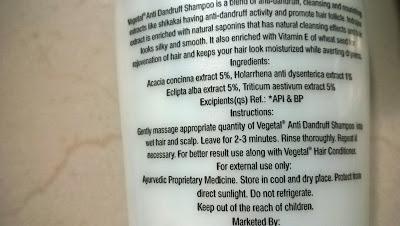 Vegetal® Anti Dandruff Shampoo is a blend of anti-dandruff, cleansing and nourishing
extracts like shikakai having anti-dandruff activity and promote hair follicle.
extract is enriched with natural saponins that has natural cleansing effects and
looks silky and smooth. It also enriched with Vitamin E of wheat seed
rejuvenation of hair and keeps your hair look moisturized while averting
Ingredients:
Acacia concinna extract 5%, Holarrhena anti dysenterica extract 1%
Eclipta alba extract 5%, Triticum aestivum extract 5%
Excipients(qs) Ref.: *API & BP
Instructions:
Gently massage appropriate quantity of Vegetal® Anti Dandruff Shampoo into
wet hair and scalp. Leave for 2-3 minutes. Rinse thoroughly. Repeat if
necessary. For better result use along with Vegetal® Hair Conditioner.
For external use only:
Ayurvedic Proprietary Medicine. Store in cool and dry place. Protect from
direct sunlight. Do not refrigerate.
Keep out of the reach of children.
Marketed By: